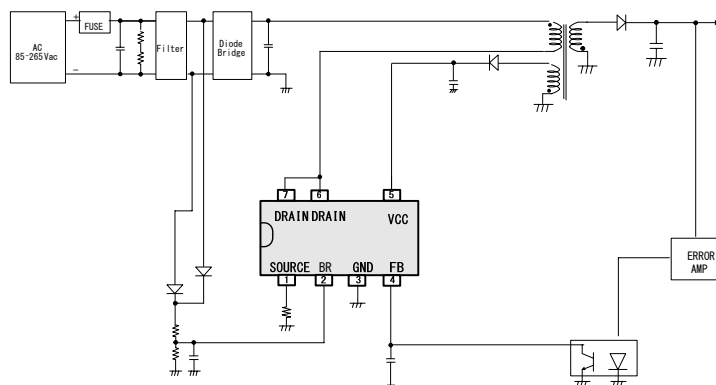 +
FUSE
AC
85-265Vac
Filter
Diode
Bridge
−
7
6
5
DRAIN DRAIN
VCC
SOURCE BR GND FB
1
2
3
4
ERROR
AMP